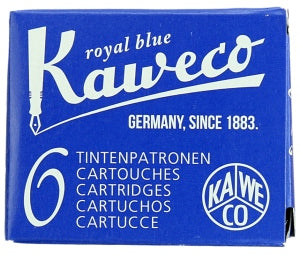 royal blue
Kaweco
GERMANY, SINCE 1883.
6
TINTENPATRONEN
CARTOUCHES
CARTRIDGES
CARTUCHOS
CARTUCCE
KA WE
CO